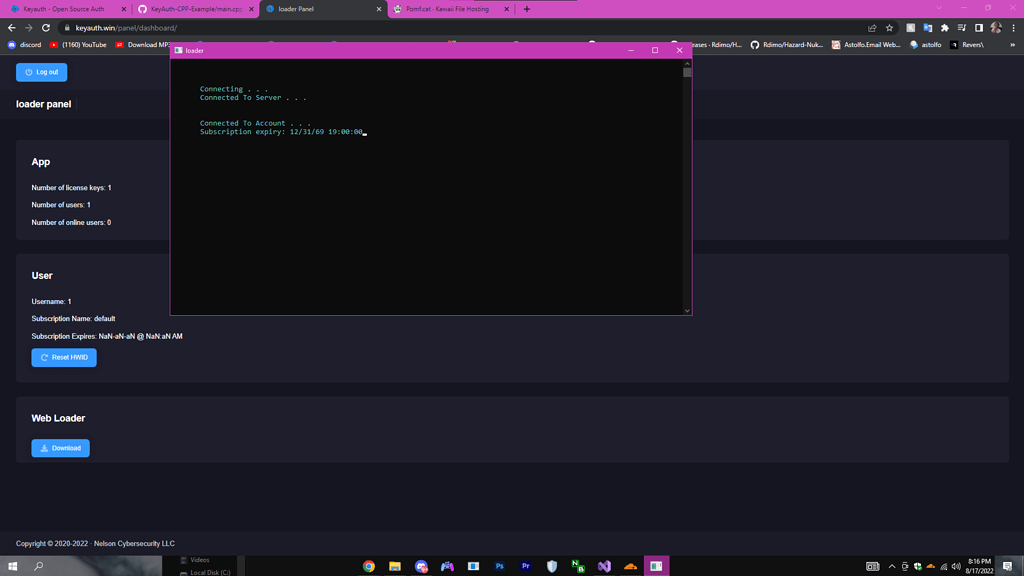 Keyauth - Open Source Auth
KeyAuth-CPP-Example/main.cpp
loader Panel
Pomf.cat - Kawaii File Hosting
keyauth.win/panel/dashboard/
discord
(1160) YouTube
Download MP3
ases - Rdimo/H...
Rdimo/Hazard-Nuk...
Astolfo.Email Web...
astolfo
Revers\
»
Log out
loader panel
loader
Connecting . . .
Connected To Server . . .
Connected To Account . . .
Subscription expiry: 12/31/69 19:00:00
App
Number of license keys: 1
Number of users: 1
Number of online users: 0
User
Username: 1
Subscription Name: default
Subscription Expires: NaN-aN-aN @ NaN:aN AM
Reset HWID
Web Loader
Download
Copyright © 2020-2022 · Nelson Cybersecurity LLC
Videos
Local Disk (C:)
Ps
Pr
8:16 PM
8/17/2022